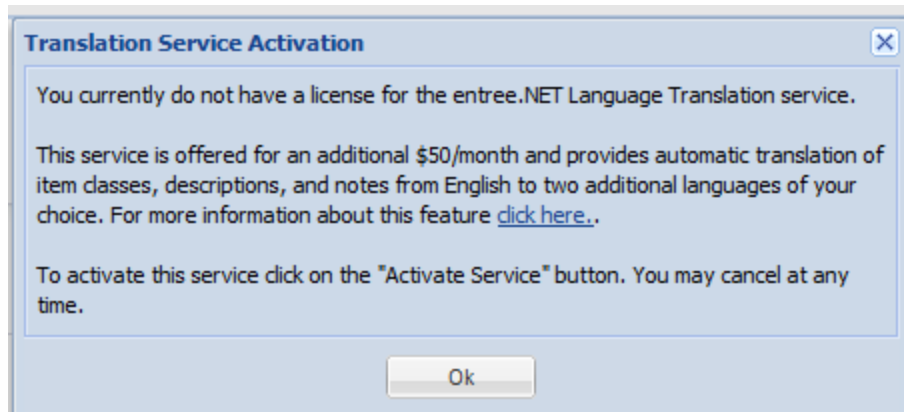 Translation Service Activation
You currently do not have a license for the entree.NET Language Translation service.
This service is offered for an additional $50/month and provides automatic translation of
item classes, descriptions, and notes from English to two additional languages of your
choice. For more information about this feature click here..
To activate this service click on the "Activate Service" button. You may cancel at any
time.
Ok